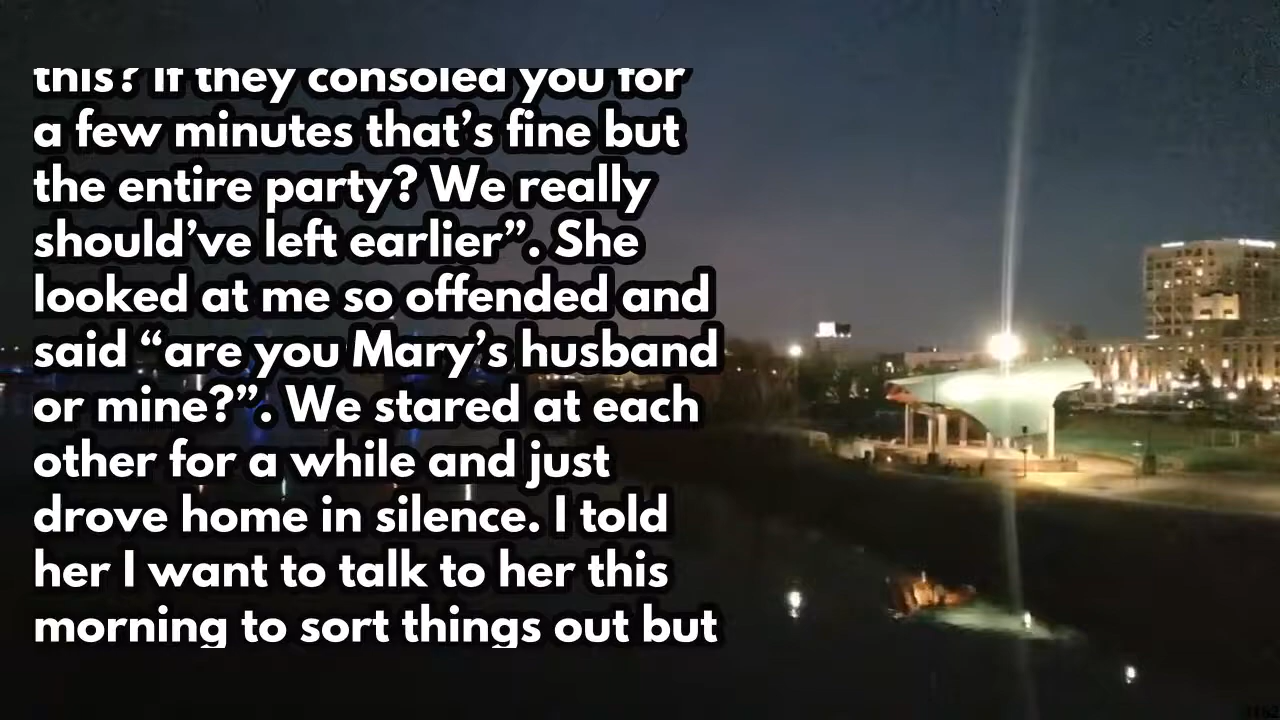 this? If they consoled you for
a few minutes that’s fine but
the entire party? We really
should’ve left earlier”. She
looked at me so offended and
said “are you Mary’s husband
or mine?”. We stared at each
other for a while and just
drove home in silence. I told
her I want to talk to her this
morning to sort things out but